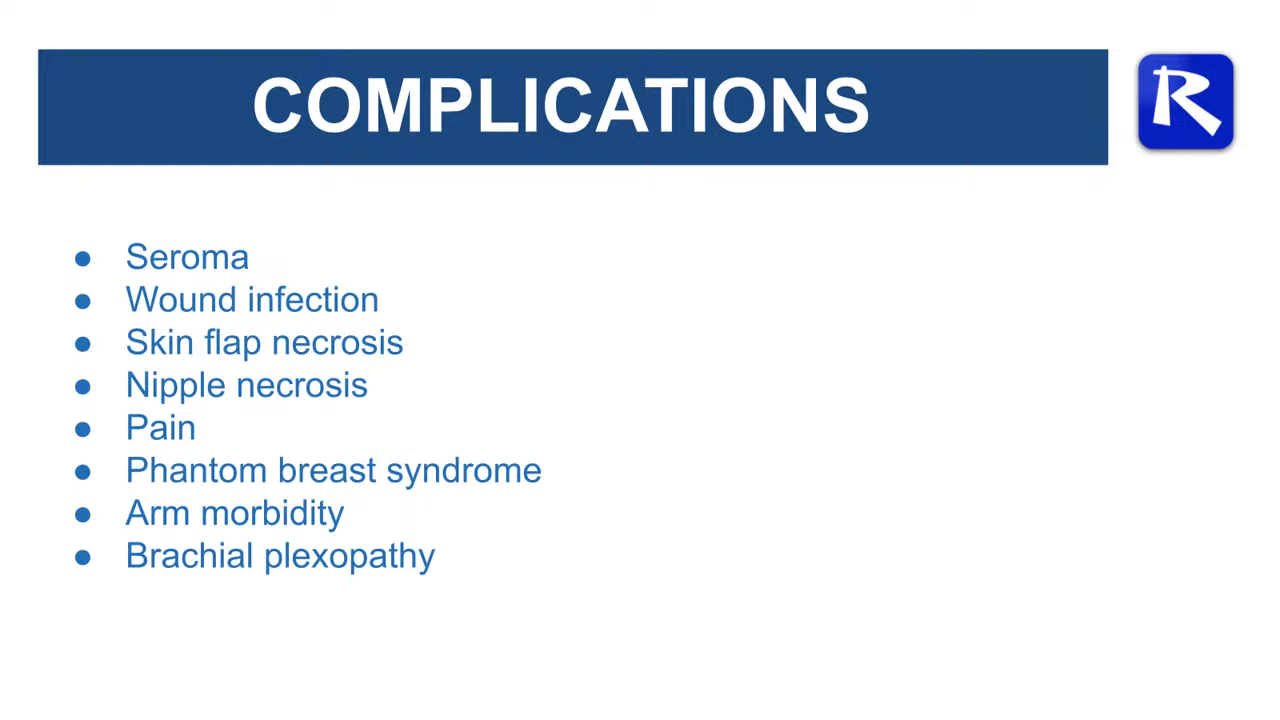 COMPLICATIONS
R
● Seroma
● Wound infection
● Skin flap necrosis
● Nipple necrosis
● Pain
● Phantom breast syndrome
● Arm morbidity
● Brachial plexopathy